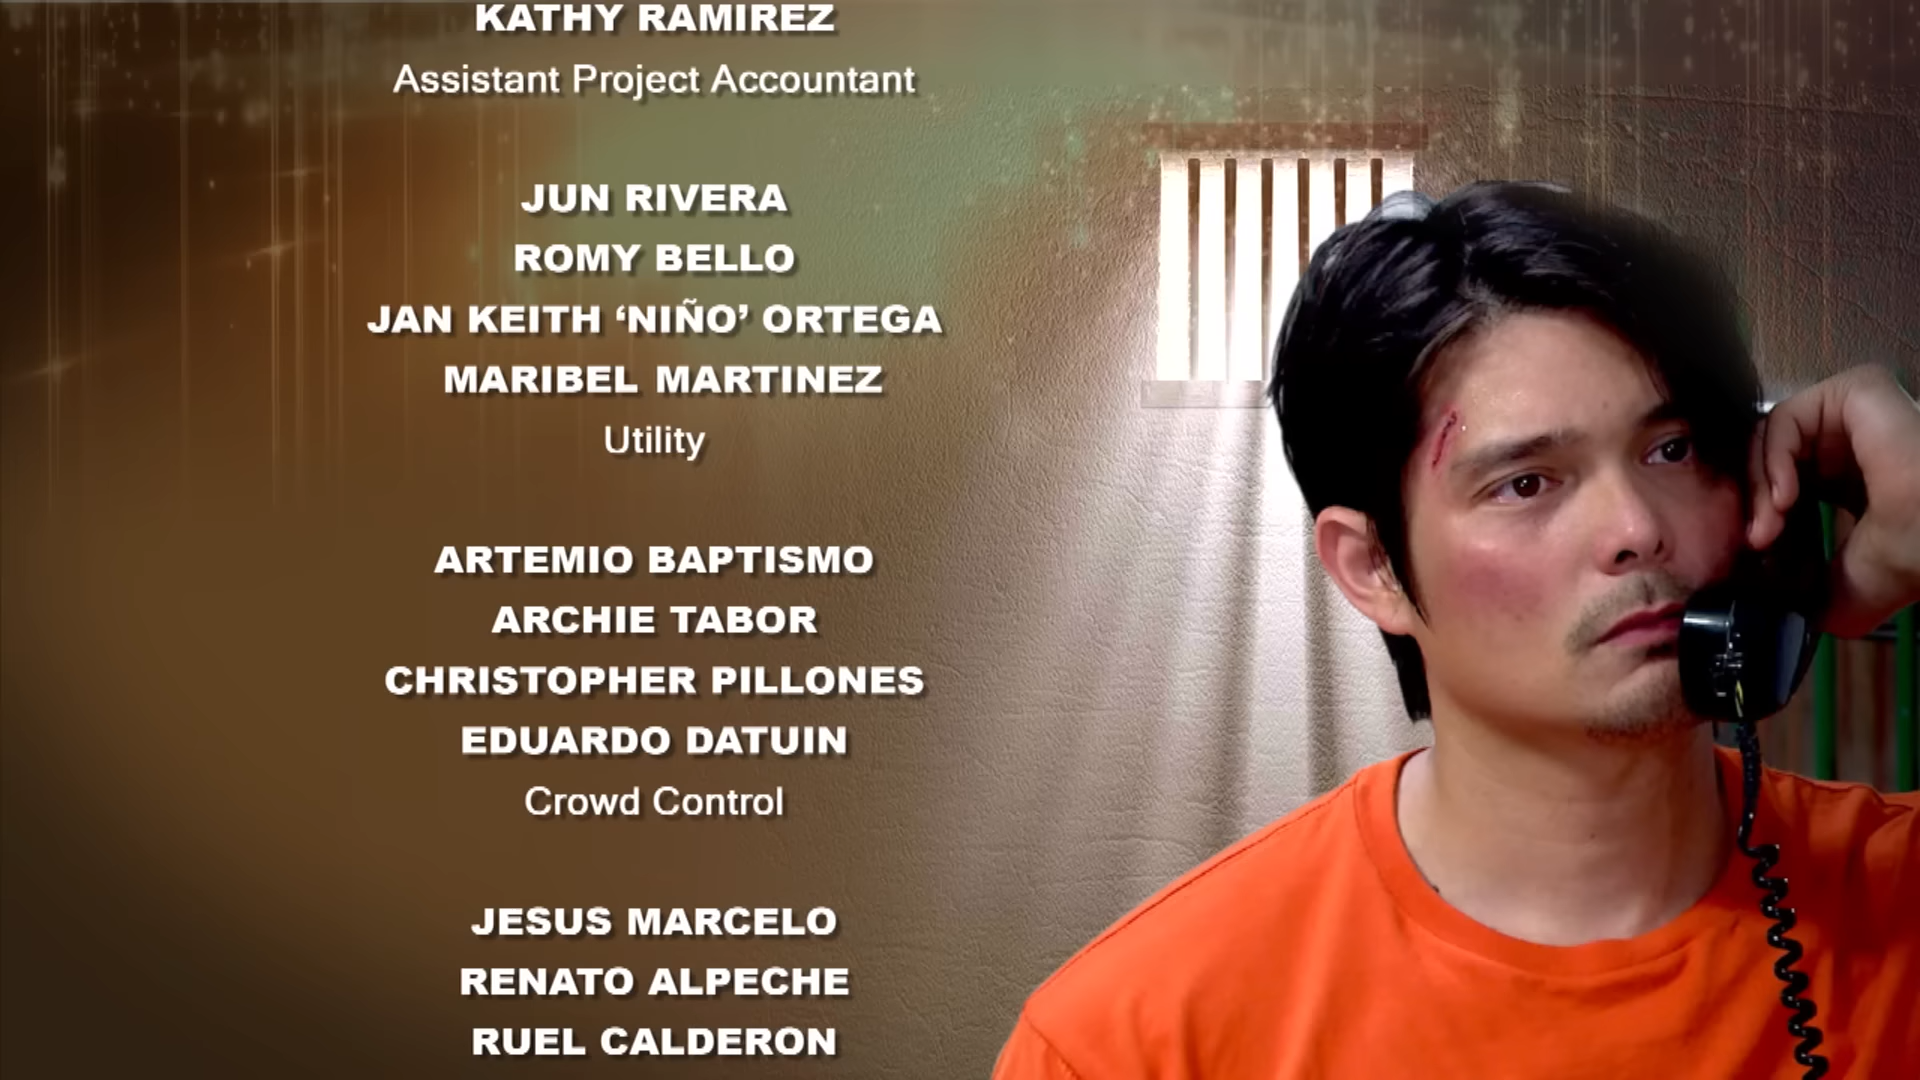 KATHY RAMIREZ
Assistant Project Accountant
JUN RIVERA
ROMY BELLO
JAN KEITH ‘NIÑO’ ORTEGA
MARIBEL MARTINEZ
Utility
ARTEMIO BAPTISMO
ARCHIE TABOR
CHRISTOPHER PILLONES
EDUARDO DATUIN
Crowd Control
JESUS MARCELO
RENATO ALPECHE
RUEL CALDERON